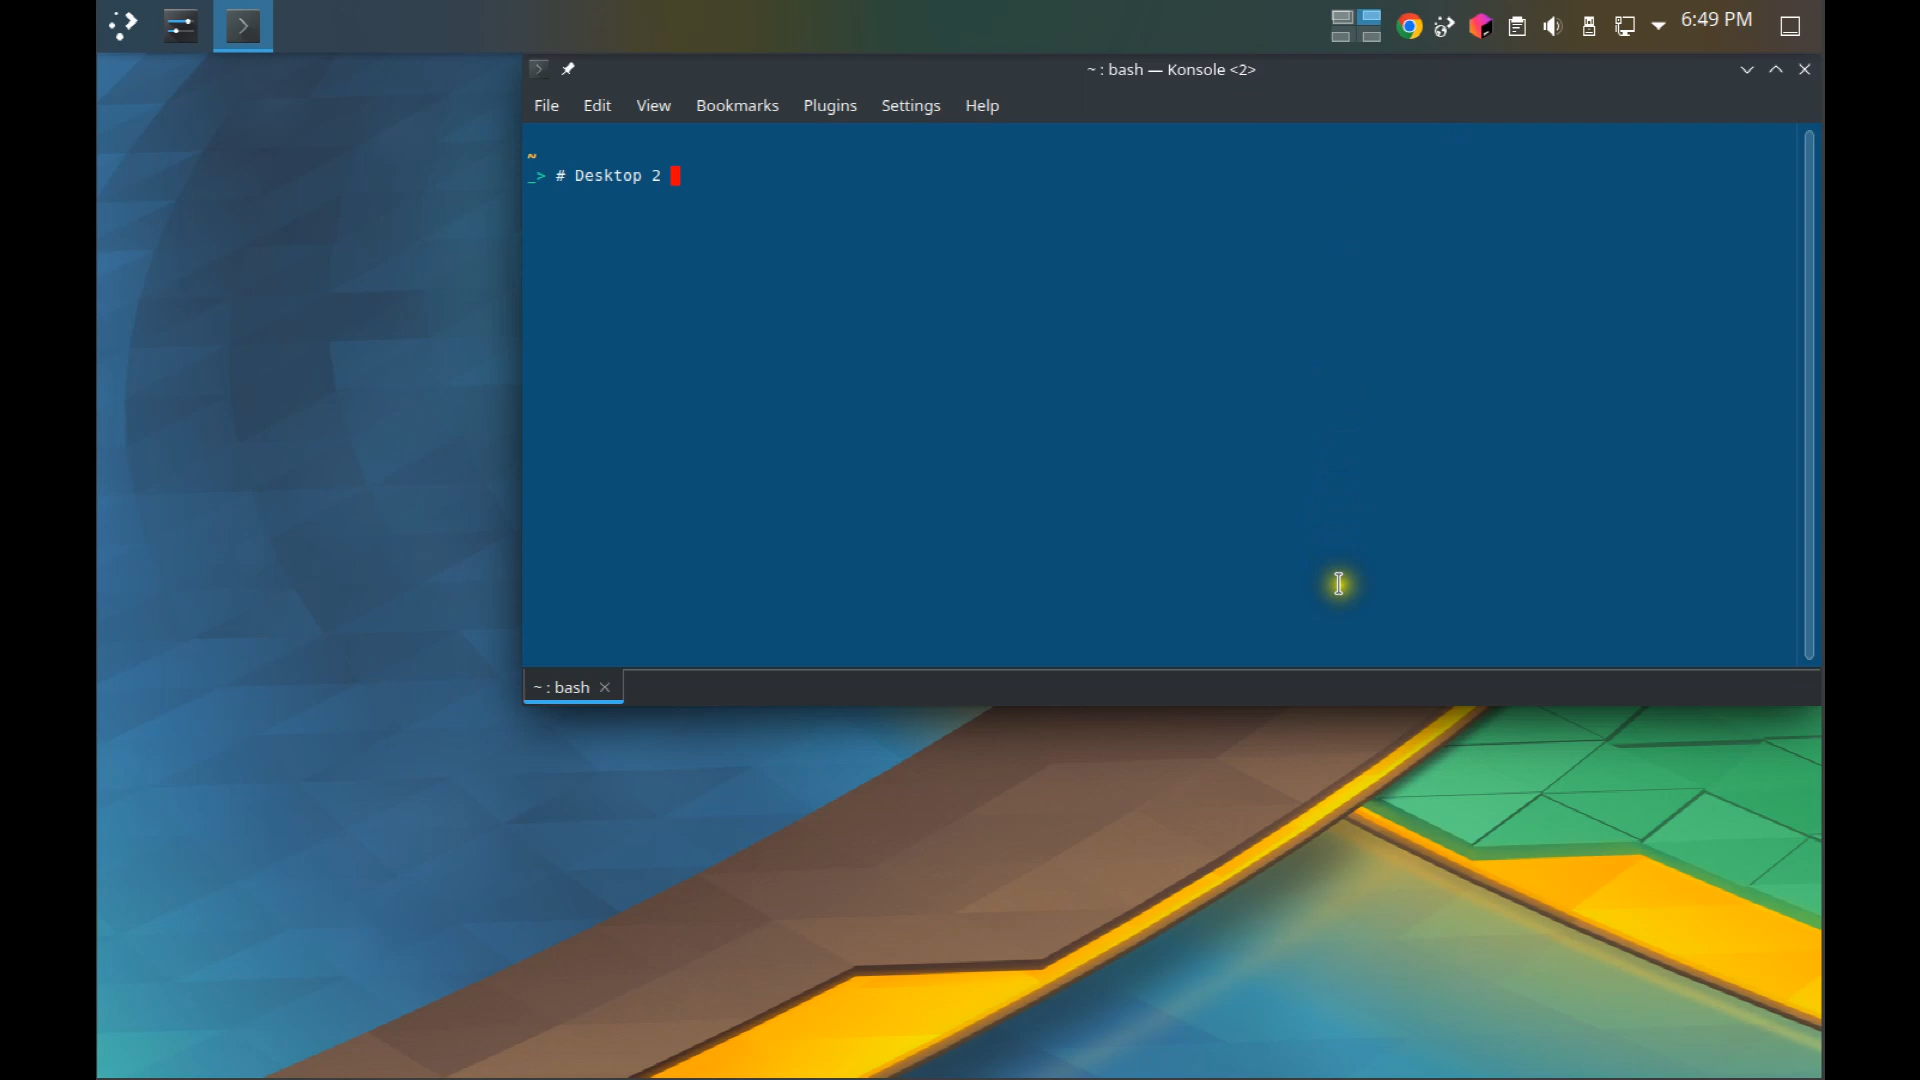 6:49 PM
~ : bash — Konsole <2>
File Edit View Bookmarks Plugins Settings Help
~
_> # Desktop 2
~ : bash